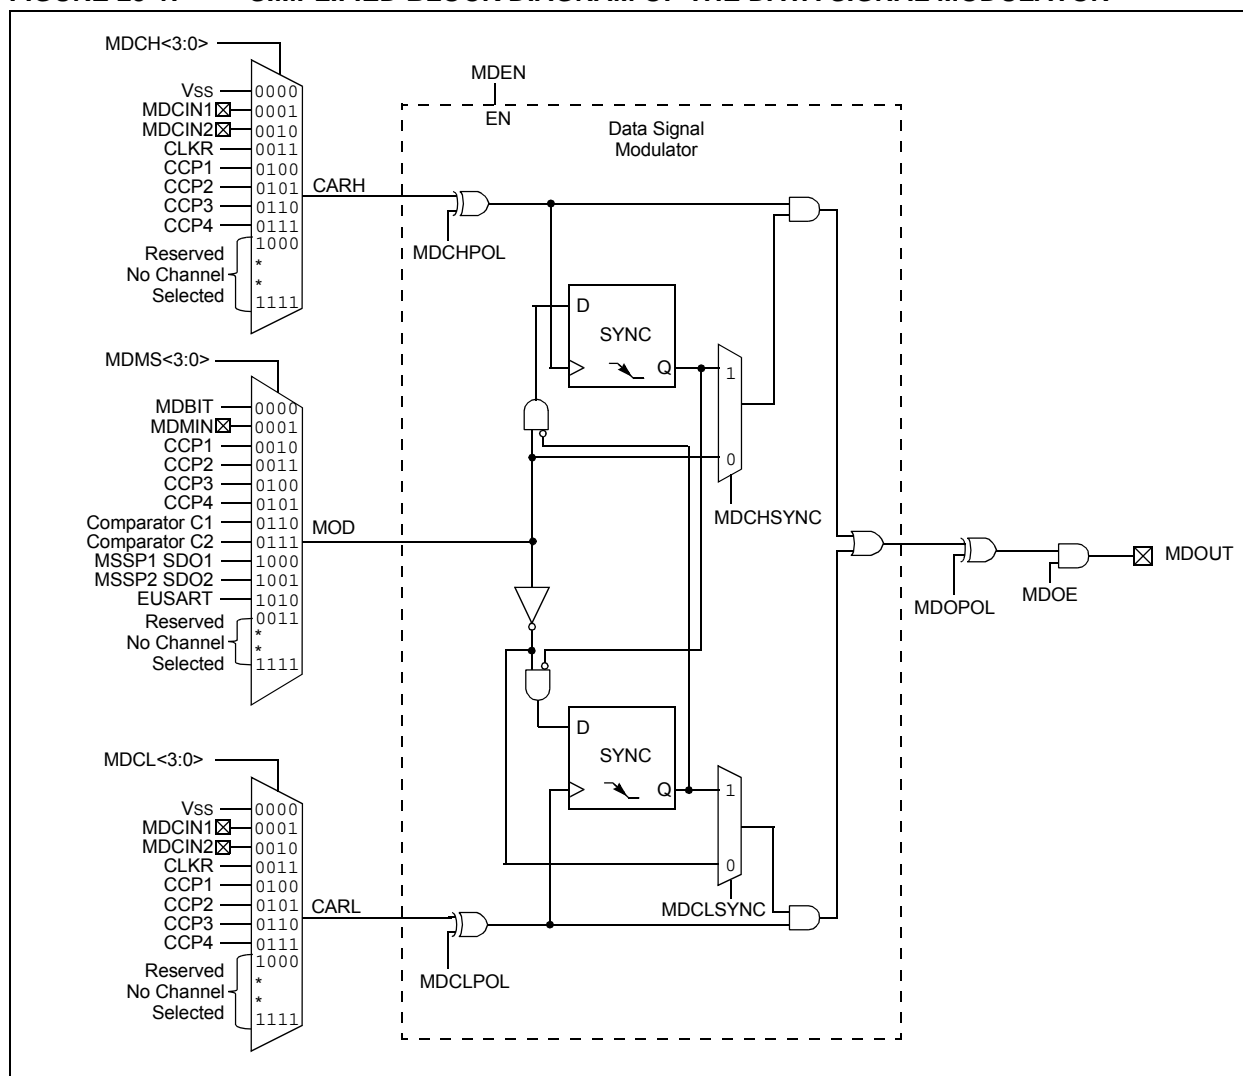 MDCH<3:0>
VSS 0000
MDCIN1 0001
MDCIN2 0010
CLKR 0011
CCP1 0100
CCP2 0101
CCP3 0110
CCP4 0111
1000
Reserved
*
No Channel
*
Selected
1111
CARH
MDEN
EN
Data Signal
Modulator
MDCHPOL
D
SYNC
Q
1
0
MDCHSYNC
MDMS<3:0>
MDBIT 0000
MDMIN 0001
CCP1 0010
CCP2 0011
CCP3 0100
CCP4 0101
Comparator C1 0110
Comparator C2 0111
MSSP1 SDO1 1000
MSSP2 SDO2 1001
EUSART 1010
0011
Reserved
*
No Channel
*
Selected
1111
MOD
MDOPOL
MDOE
MDOUT
D
SYNC
Q
1
0
MDCLSYNC
MDCL<3:0>
VSS 0000
MDCIN1 0001
MDCIN2 0010
CLKR 0011
CCP1 0100
CCP2 0101
CCP3 0110
CCP4 0111
1000
Reserved
*
No Channel
*
Selected
1111
CARL
MDCLPOL